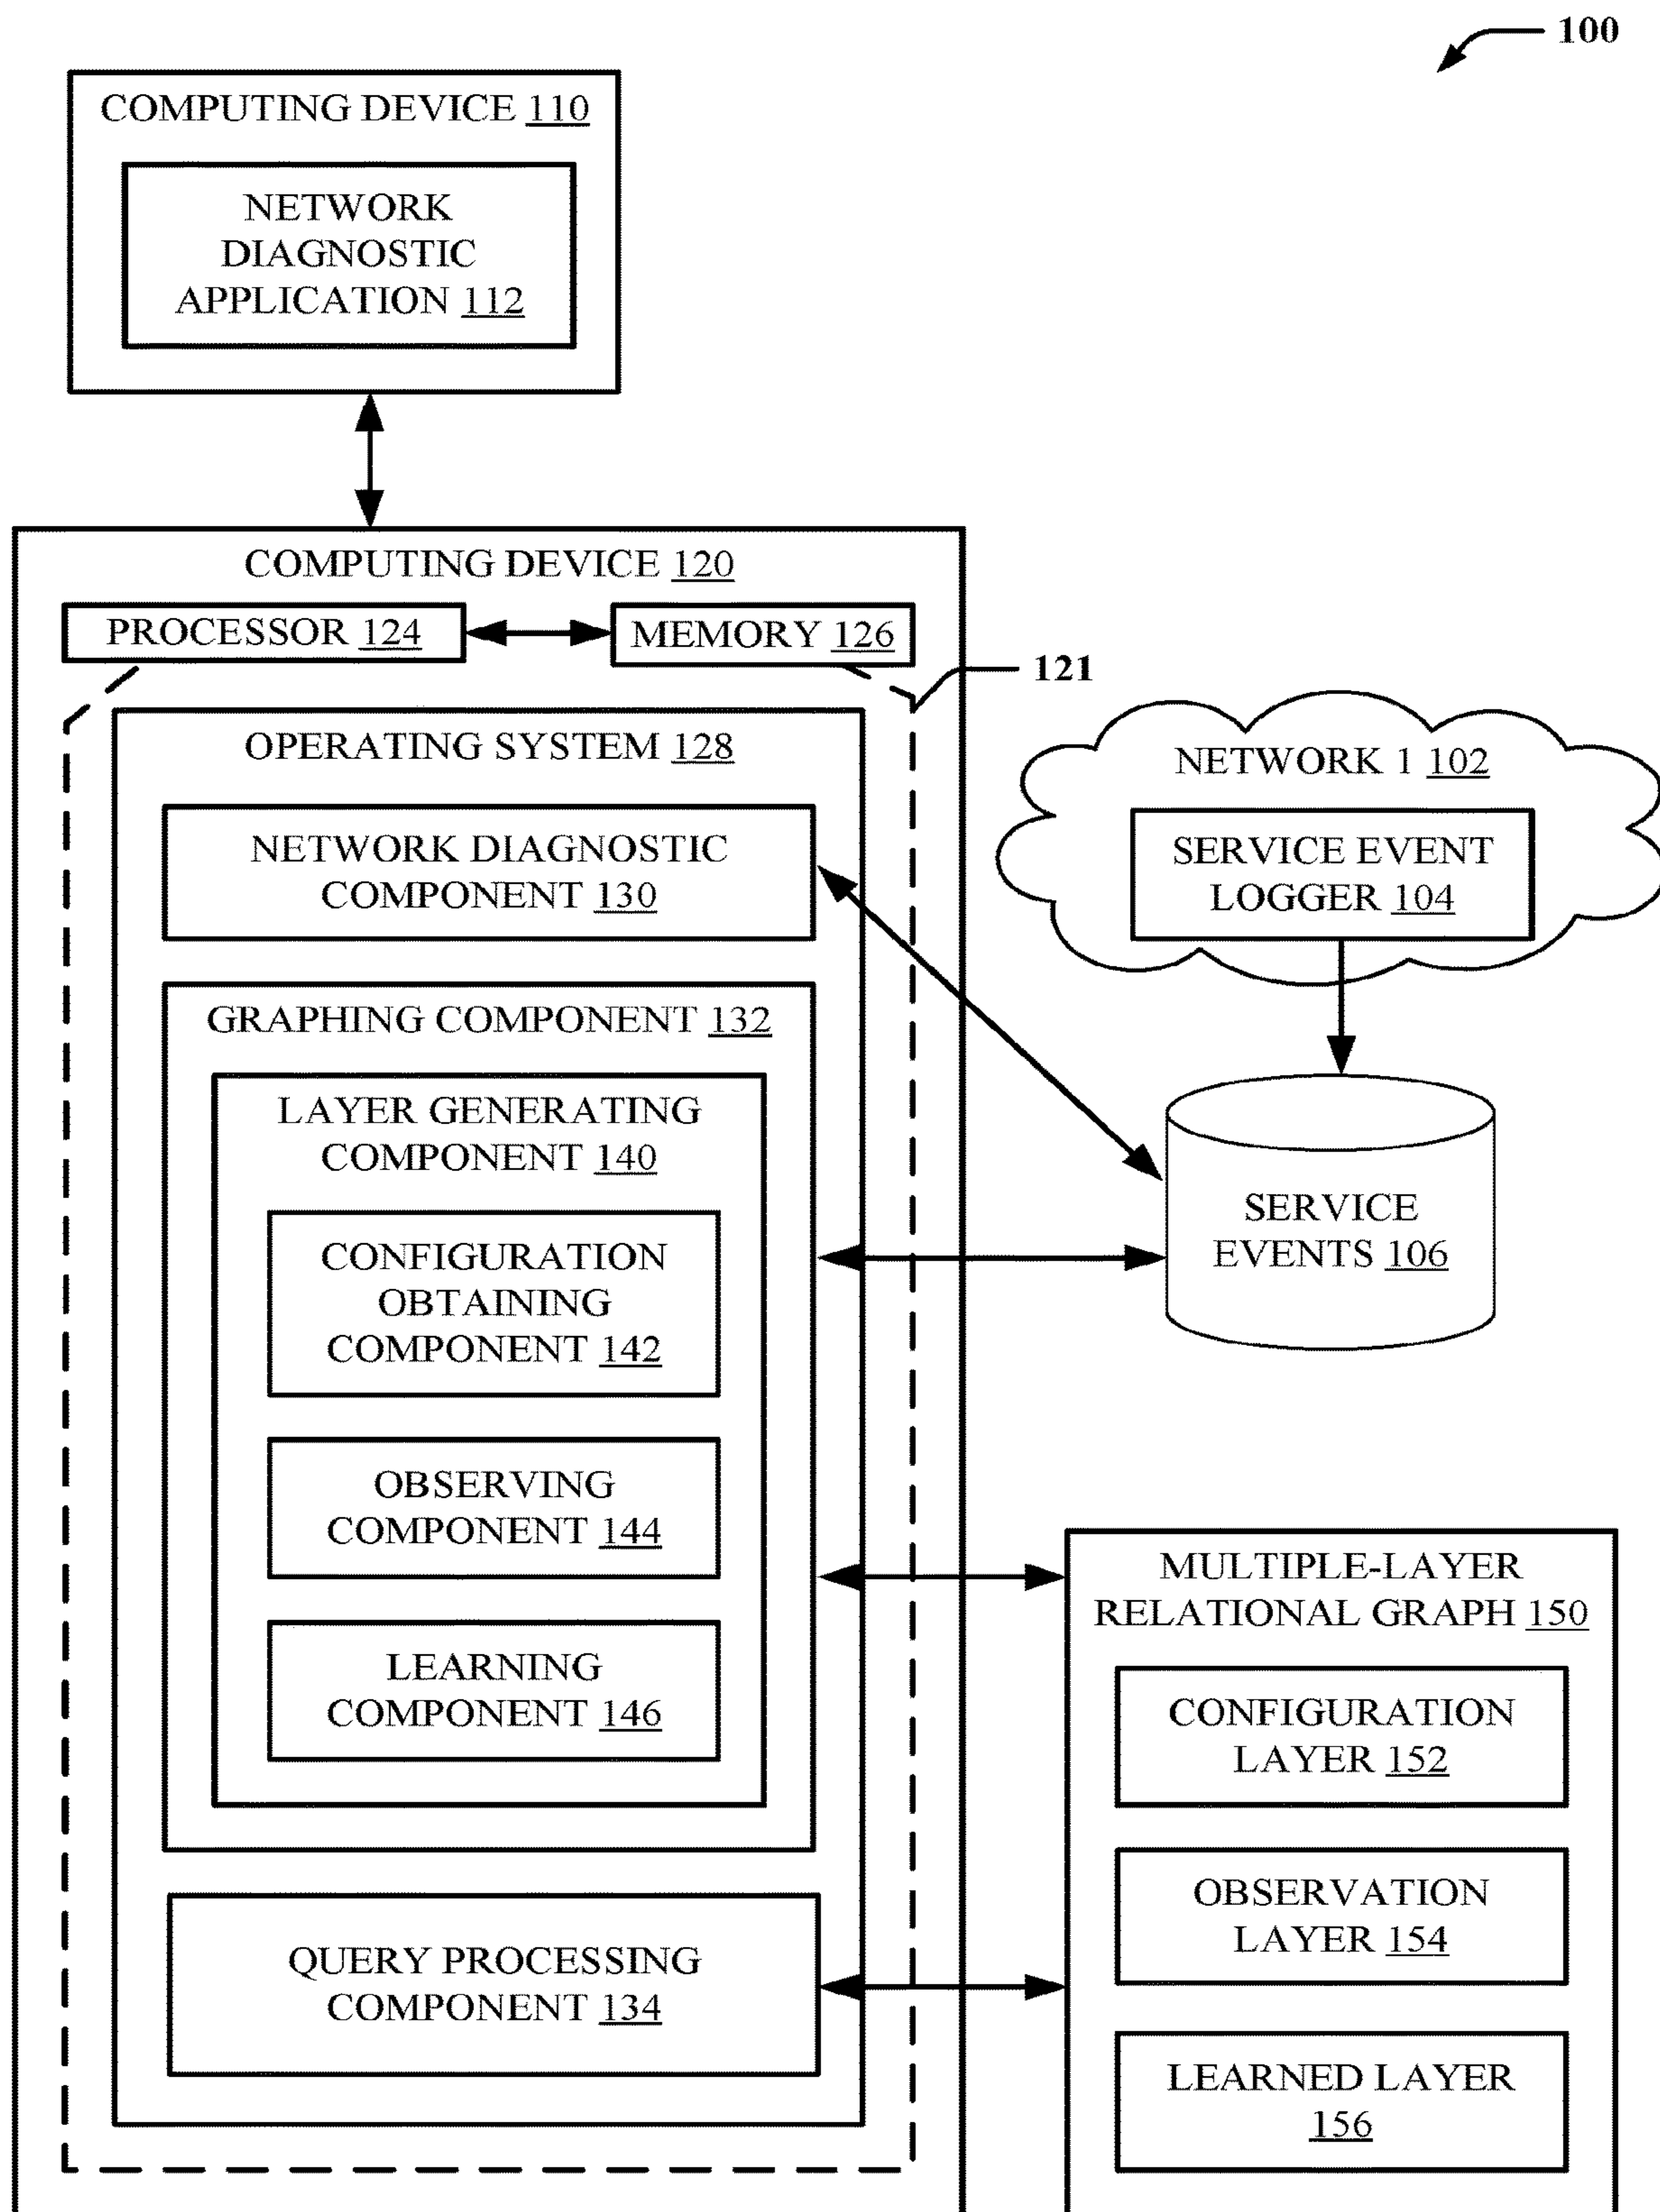 100
COMPUTING DEVICE 110
NETWORK
DIAGNOSTIC
APPLICATION 112
COMPUTING DEVICE 120
PROCESSOR 124
MEMORY 126
121
OPERATING SYSTEM 128
NETWORK DIAGNOSTIC
COMPONENT 130
GRAPHING COMPONENT 132
LAYER GENERATING
COMPONENT 140
CONFIGURATION
OBTAINING
COMPONENT 142
OBSERVING
COMPONENT 144
LEARNING
COMPONENT 146
QUERY PROCESSING
COMPONENT 134
NETWORK 1 102
SERVICE EVENT
LOGGER 104
SERVICE
EVENTS 106
MULTIPLE-LAYER
RELATIONAL GRAPH 150
CONFIGURATION
LAYER 152
OBSERVATION
LAYER 154
LEARNED LAYER
156